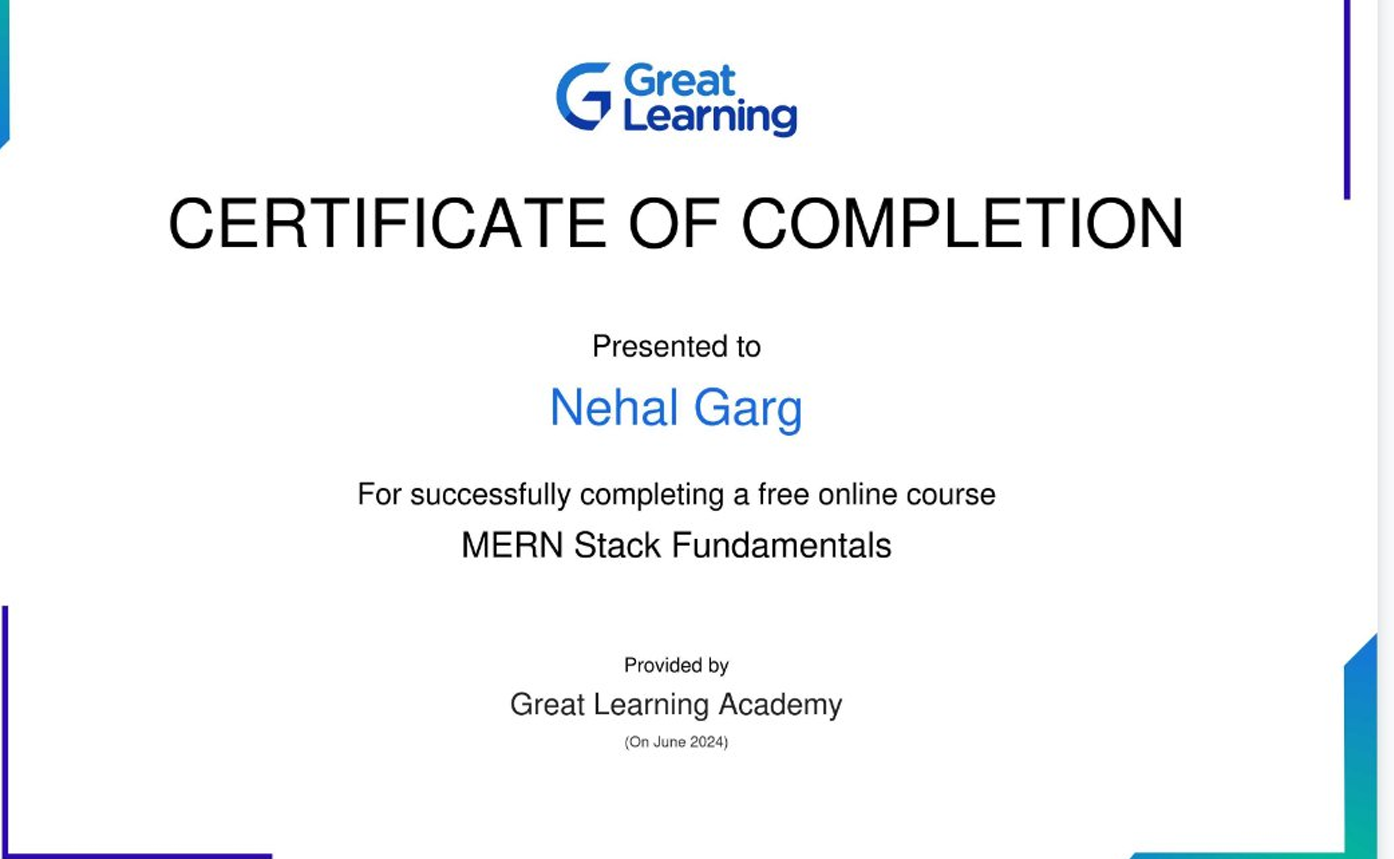 Great
Learning
CERTIFICATE OF COMPLETION
Presented to
Nehal Garg
For successfully completing a free online course
MERN Stack Fundamentals
Provided by
Great Learning Academy
(On June 2024)